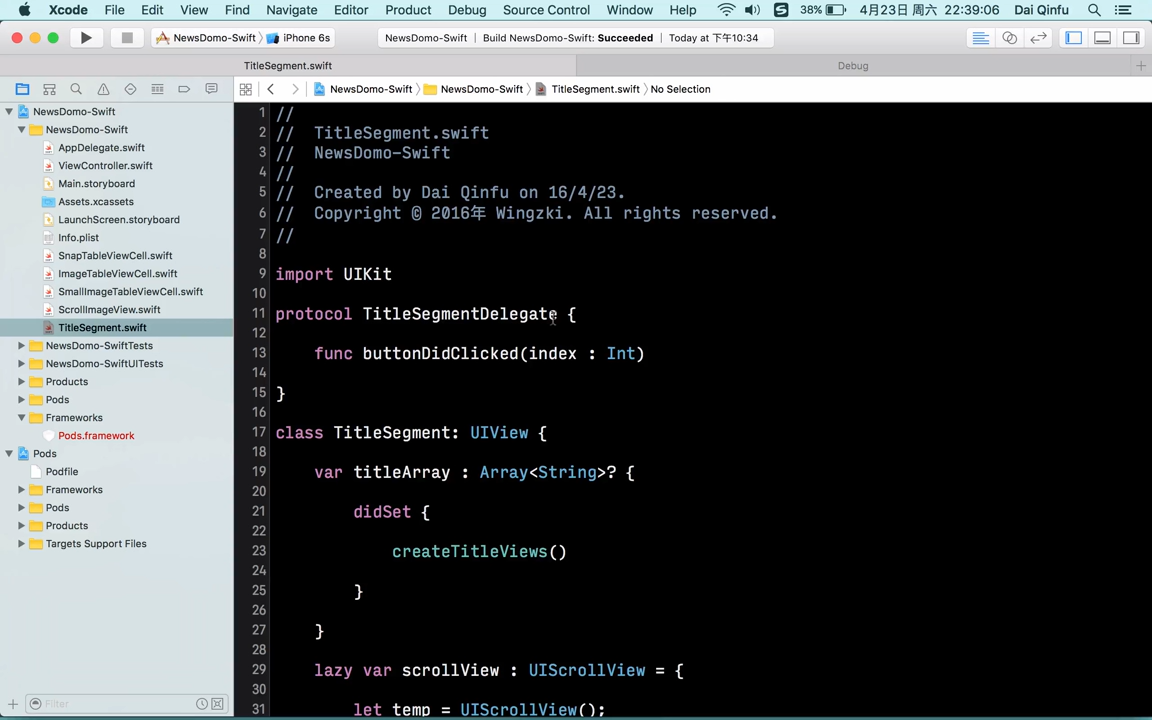 Xcode File Edit View Find Navigate Editor Product Debug Source Control Window Help 38% 4月23日 周六 22:39:06 Dai Qinfu
NewsDomo-Swift iPhone 6s NewsDomo-Swift Build NewsDomo-Swift: Succeeded Today at 下午10:34
TitleSegment.swift Debug
NewsDomo-Swift NewsDomo-Swift TitleSegment.swift No Selection
NewsDomo-Swift
NewsDomo-Swift
AppDelegate.swift
ViewController.swift
Main.storyboard
Assets.xcassets
LaunchScreen.storyboard
Info.plist
SnapTableViewCell.swift
ImageTableViewCell.swift
SmallImageTableViewCell.swift
ScrollImageView.swift
TitleSegment.swift
NewsDomo-SwiftTests
NewsDomo-SwiftUITests
Products
Pods
Frameworks
Pods.framework
Pods
Podfile
Frameworks
Pods
Products
Targets Support Files
Filter
1 //
2 // TitleSegment.swift
3 // NewsDomo-Swift
4 //
5 // Created by Dai Qinfu on 16/4/23.
6 // Copyright © 2016年 Wingzki. All rights reserved.
7 //
8
9 import UIKit
10
11 protocol TitleSegmentDelegate {
12
13 func buttonDidClicked(index : Int)
14
15 }
16
17 class TitleSegment: UIView {
18
19 var titleArray : Array<String>? {
20
21 didSet {
22
23 createTitleViews()
24
25 }
26
27 }
28
29 lazy var scrollView : UIScrollView = {
30
31 let temp = UIScrollView();